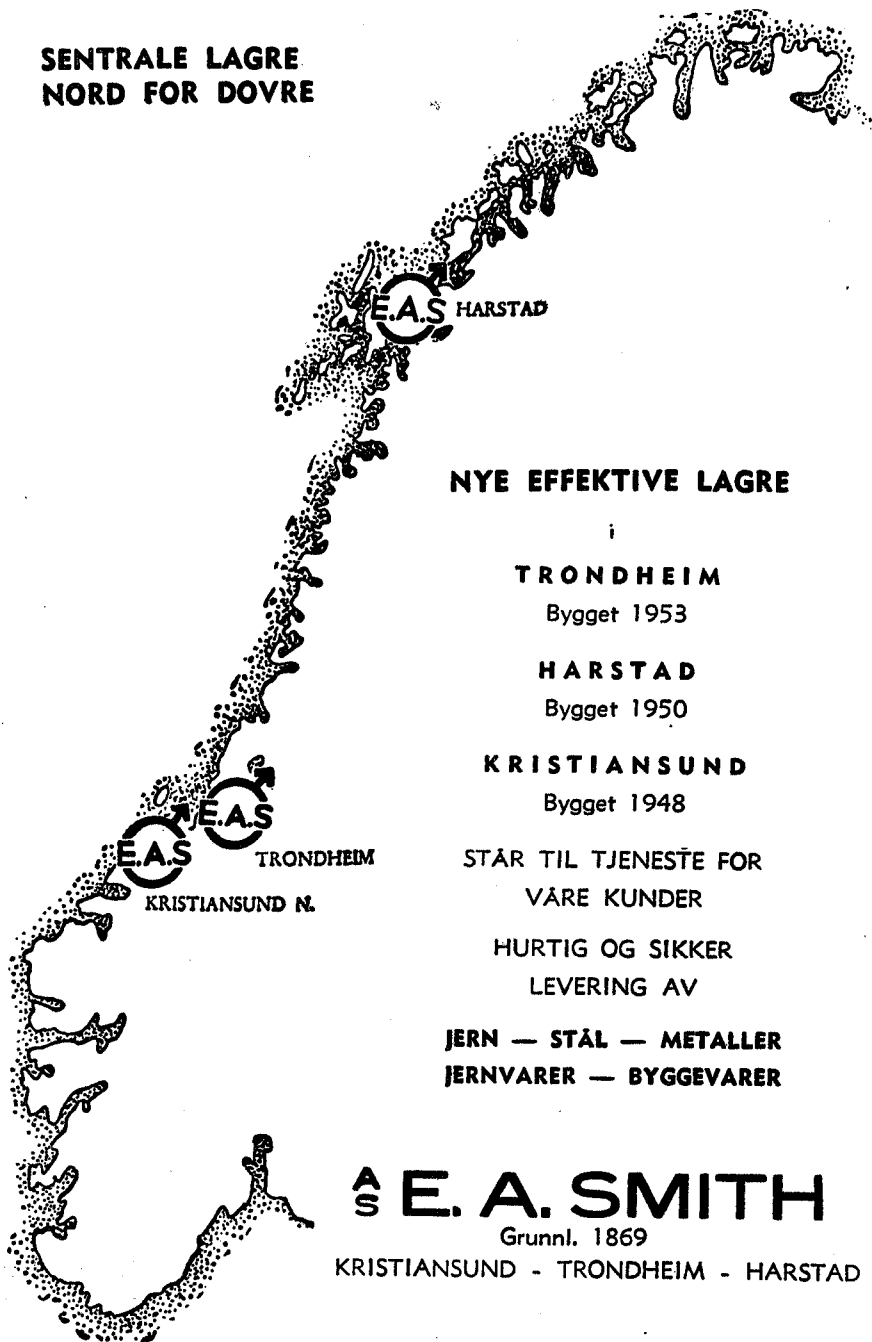 SENTRALE LAGRE
NORD FOR DOVRE
E.A.S HARSTAD
NYE EFFEKTIVE LAGRE
i
TRONDHEIM
Bygget 1953
HARSTAD
Bygget 1950
KRISTIANSUND
Bygget 1948
E.A.S
TRONDHEIM
E.A.S
KRISTIANSUND N.
STÅR TIL TJENESTE FOR
VÅRE KUNDER
HURTIG OG SIKKER
LEVERING AV
JERN — STÅL — METALLER
JERNVARER — BYGGEVARER
A/S E. A. SMITH
Grunnl. 1869
KRISTIANSUND - TRONDHEIM - HARSTAD